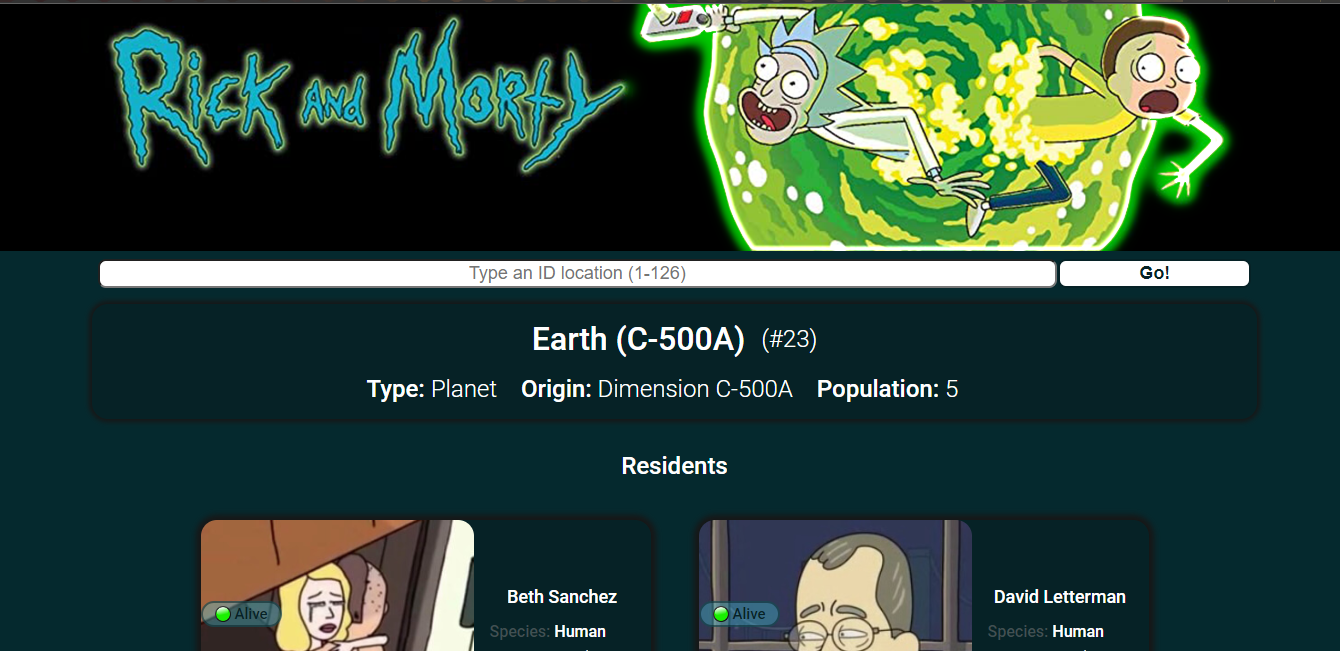 Rick and Morty
Type an ID location (1-126)
Go!
Earth (C-500A) (#23)
Type: Planet Origin: Dimension C-500A Population: 5
Residents
Alive
Beth Sanchez
Species: Human
Alive
David Letterman
Species: Human